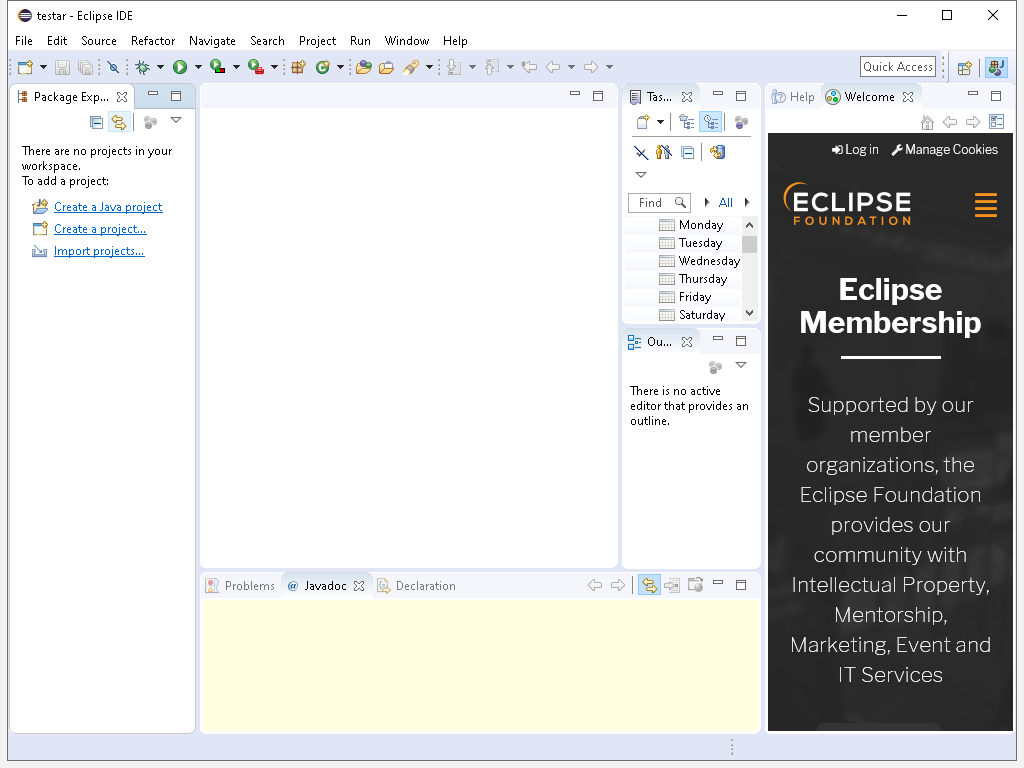 testar - Eclipse IDE
File Edit Source Refactor Navigate Search Project Run Window Help
Quick Access
Package Exp...
There are no projects in your
workspace.
To add a project:
Create a Java project
Create a project...
Import projects...
Tas...
Find
All
Monday
Tuesday
Wednesday
Thursday
Friday
Saturday
Ou...
There is no active
editor that provides an
outline.
Problems @ Javadoc Declaration
Help Welcome
Log in Manage Cookies
ECLIPSE
FOUNDATION
Eclipse
Membership
Supported by our
member
organizations, the
Eclipse Foundation
provides our
community with
Intellectual Property,
Mentorship,
Marketing, Event and
IT Services